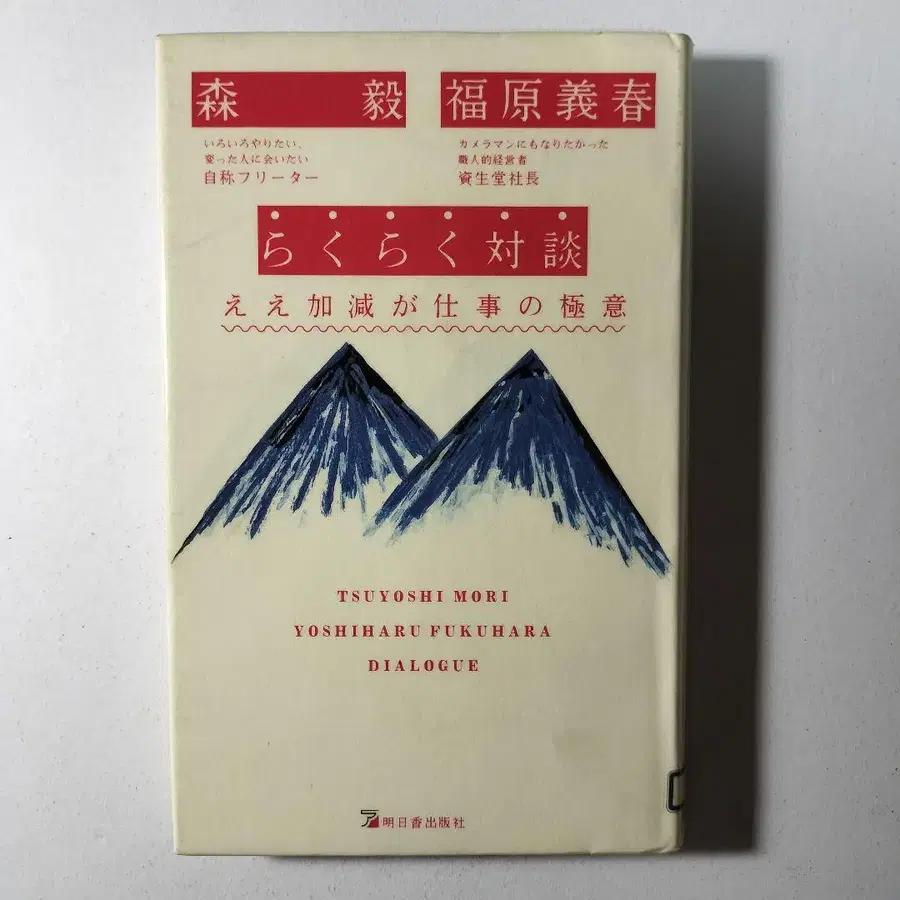 森 毅
いろいろやりたい、
変った人に会いたい
自称フリーター
福原義春
カメラマンにもなりたかった
職人的経営者
資生堂社長
らくらく対談
ええ加減が仕事の極意
TSUYOSHI MORI
YOSHIHARU FUKUHARA
DIALOGUE
明日香出版社